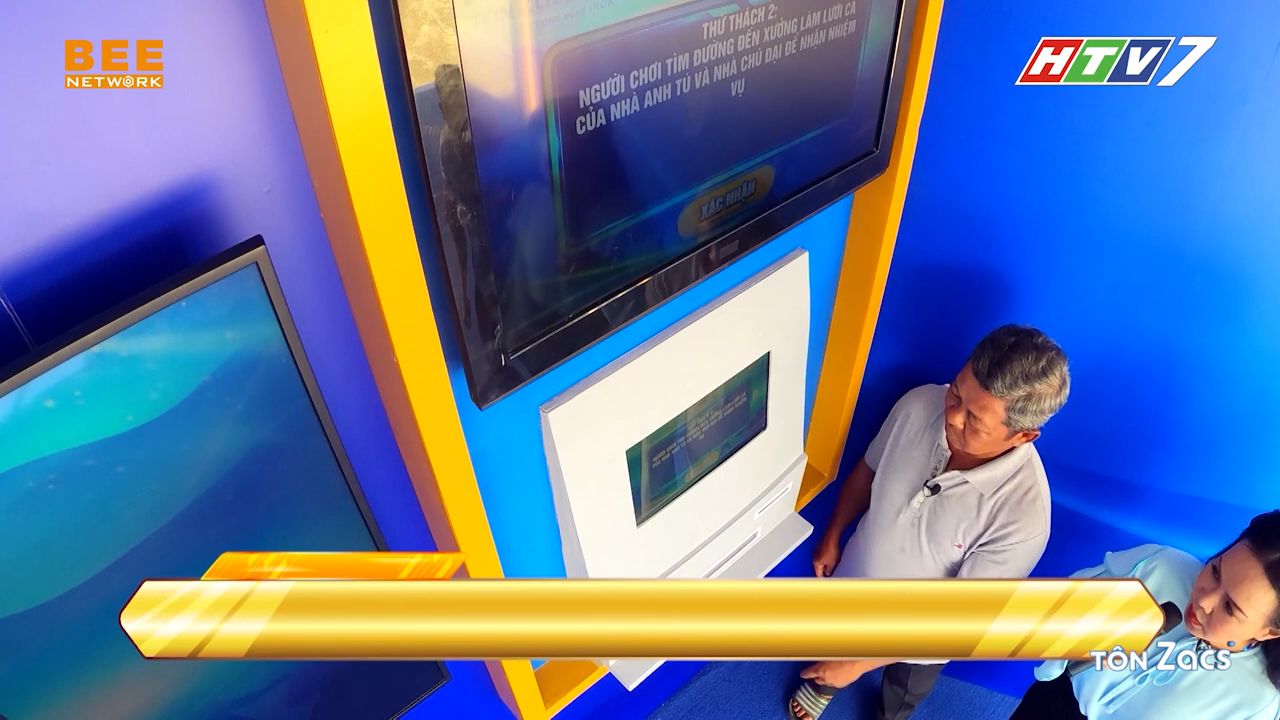 BEE
NETWORK
HTV7
THỬ THÁCH 2:
NGƯỜI CHƠI TÌM ĐƯỜNG ĐẾN XƯỞNG LÀM LƯỚI CÁ
CỦA NHÀ ANH TÚ VÀ NHÀ CHÚ ĐẠI ĐỂ NHẬN NHIỆM
VỤ
XÁC NHẬN
TÔN Zacs